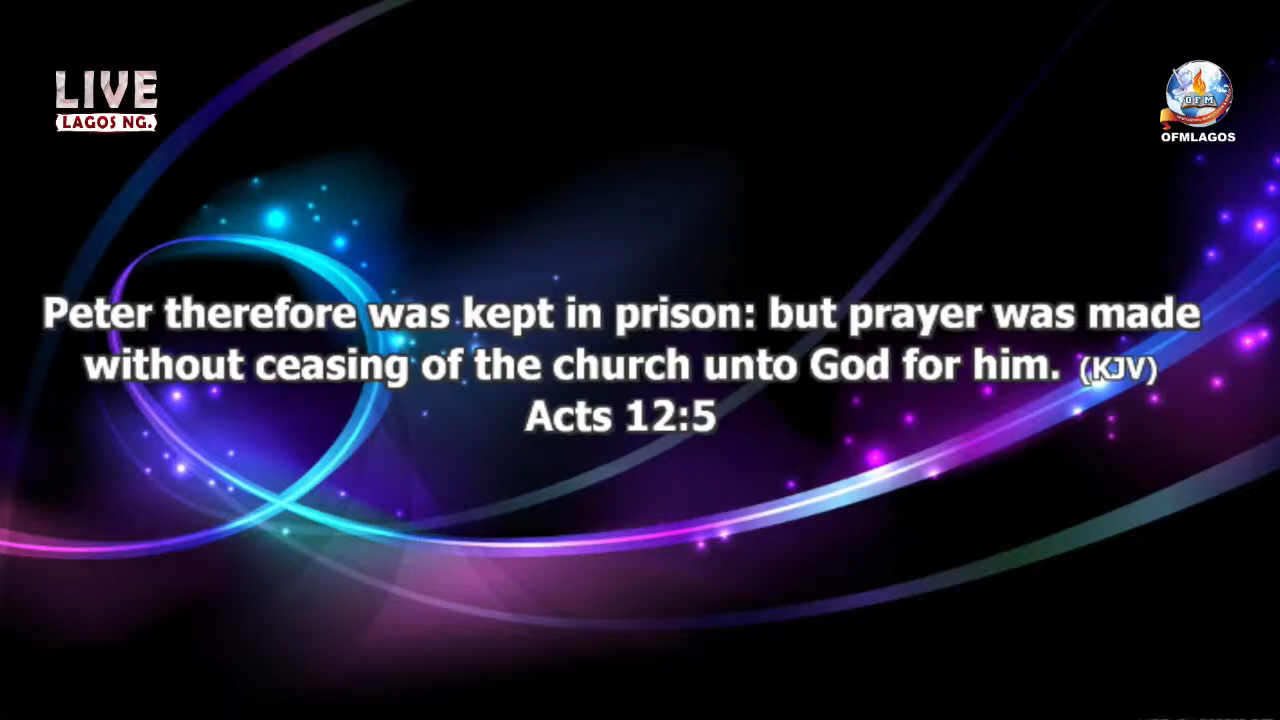 LIVE
LAGOS NG.
OFM
OFMLAGOS
Peter therefore was kept in prison: but prayer was made
without ceasing of the church unto God for him. (KJV)
Acts 12:5